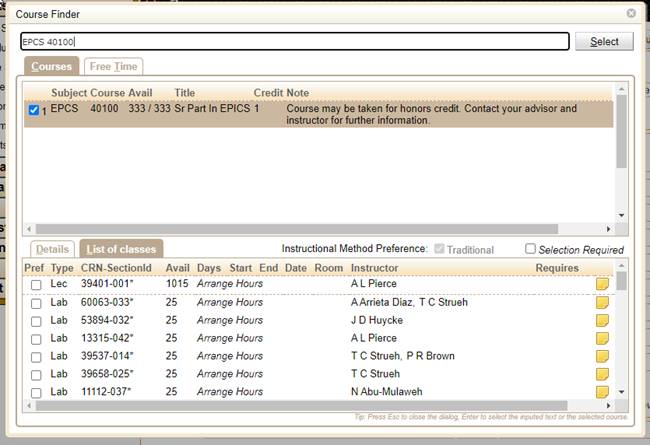 Course Finder
EPCS 40100
Select
Courses Free Time
Subject Course Avail Title Credit Note
1 EPCS 40100 333 / 333 Sr Part In EPICS 1 Course may be taken for honors credit. Contact your advisor and
instructor for further information.
Details List of classes Instructional Method Preference: Traditional Selection Required
Pref Type CRN-SectionId Avail Days Start End Date Room Instructor Requires
Lec 39401-001* 1015 Arrange Hours A L Pierce
Lab 60063-033* 25 Arrange Hours A Arrieta Diaz, T C Strueh
Lab 53894-032* 25 Arrange Hours J D Huycke
Lab 13315-042* 25 Arrange Hours A L Pierce
Lab 39537-014* 25 Arrange Hours T C Strueh, P R Brown
Lab 39658-025* 25 Arrange Hours T C Strueh
Lab 11112-037* 25 Arrange Hours N Abu-Mulaweh
Tip: Press Esc to close the dialog, Enter to select the inputed text or the selected course.